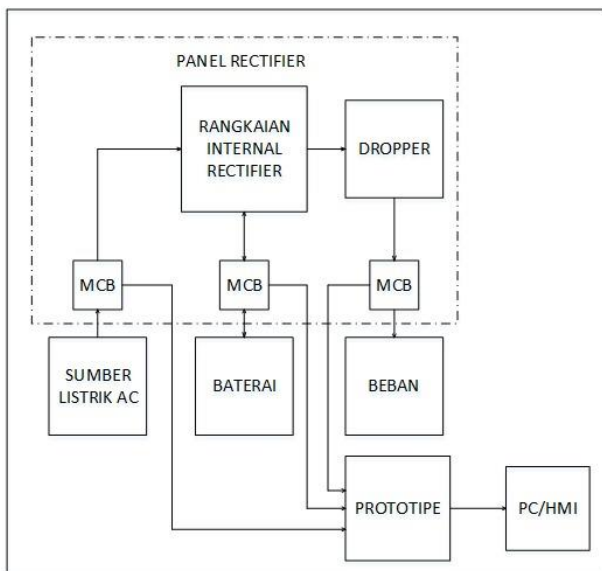 PANEL RECTIFIER
RANGKAIAN
INTERNAL
RECTIFIER
DROPPER
MCB
MCB
MCB
SUMBER
LISTRIK AC
BATERAI
BEBAN
PROTOTIPE
PC/HMI